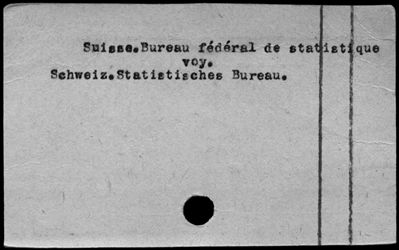 Suisse.Bureau fédéral de statistique
voy.
Schweiz.Statistisches Bureau.